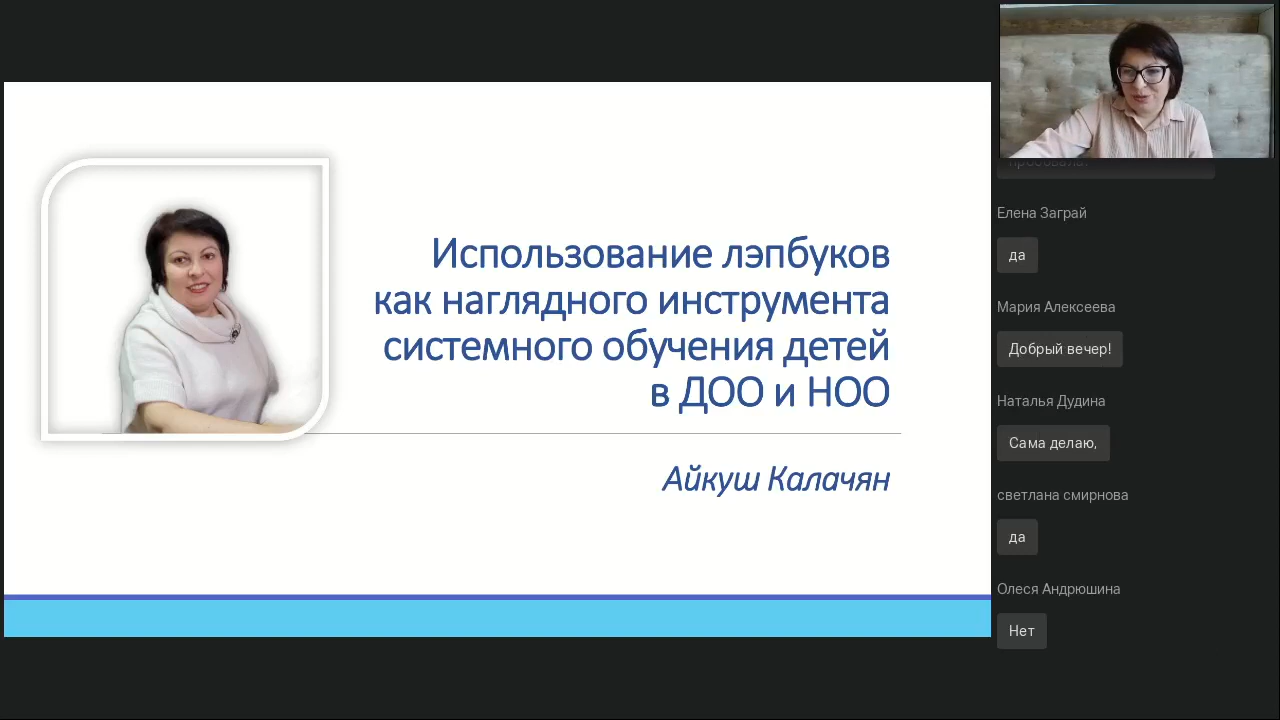 Использование лэпбуков
как наглядного инструмента
системного обучения детей
в ДОО и НОО
Айкуш Калачян
Елена Заграй
да
Мария Алексеева
Добрый вечер!
Наталья Дудина
Сама делаю,
светлана смирнова
да
Олеся Андрюшина
Нет